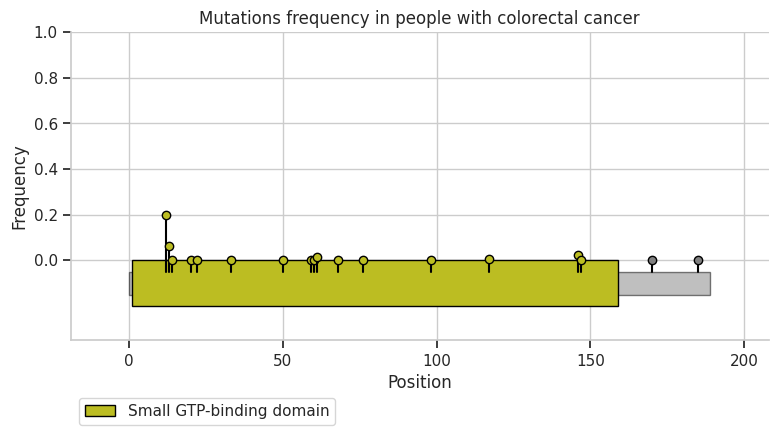 Mutations frequency in people with colorectal cancer
1.0
0.8
0.6
0.4
0.2
0.0
Frequency
0
50
100
150
200
Position
Small GTP-binding domain